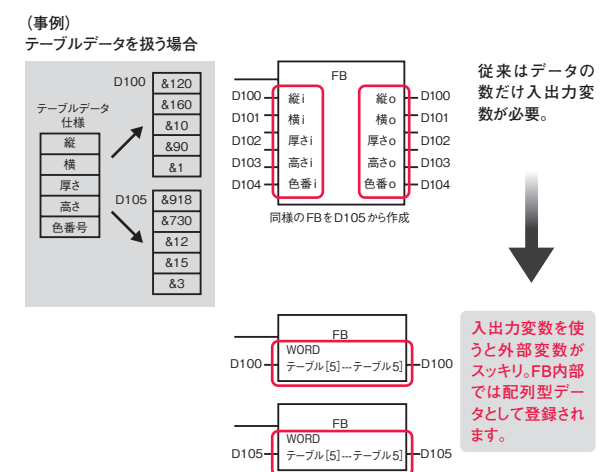 （事例）
テーブルデータを扱う場合
テーブルデータ
仕様
縦
横
厚さ
高さ
色番号
D100
&120
&160
&10
&90
&1
D105
&918
&730
&12
&15
&3
FB
D100 縦i 縦o D100
D101 横i 横o D101
D102 厚さi 厚さo D102
D103 高さi 高さo D103
D104 色番i 色番o D104
同様のFBをD105から作成
従来はデータの
数だけ入出力変
数が必要。
FB
WORD
D100 テーブル[5]---テーブル5] D100
FB
WORD
D105 テーブル[5]---テーブル5] D105
入出力変数を使
うと外部変数が
スッキリ。FB内部
では配列型デー
タとして登録され
ます。